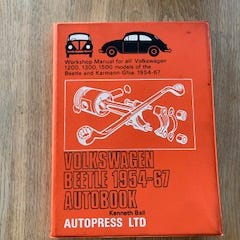 Workshop Manual for all Volkswagen
1200, 1300, 1500 models of the
Beetle and Karmann Ghia 1954-67
VOLKSWAGEN
BEETLE 1954-67
AUTOBOOK
Kenneth Ball
AUTOPRESS LTD